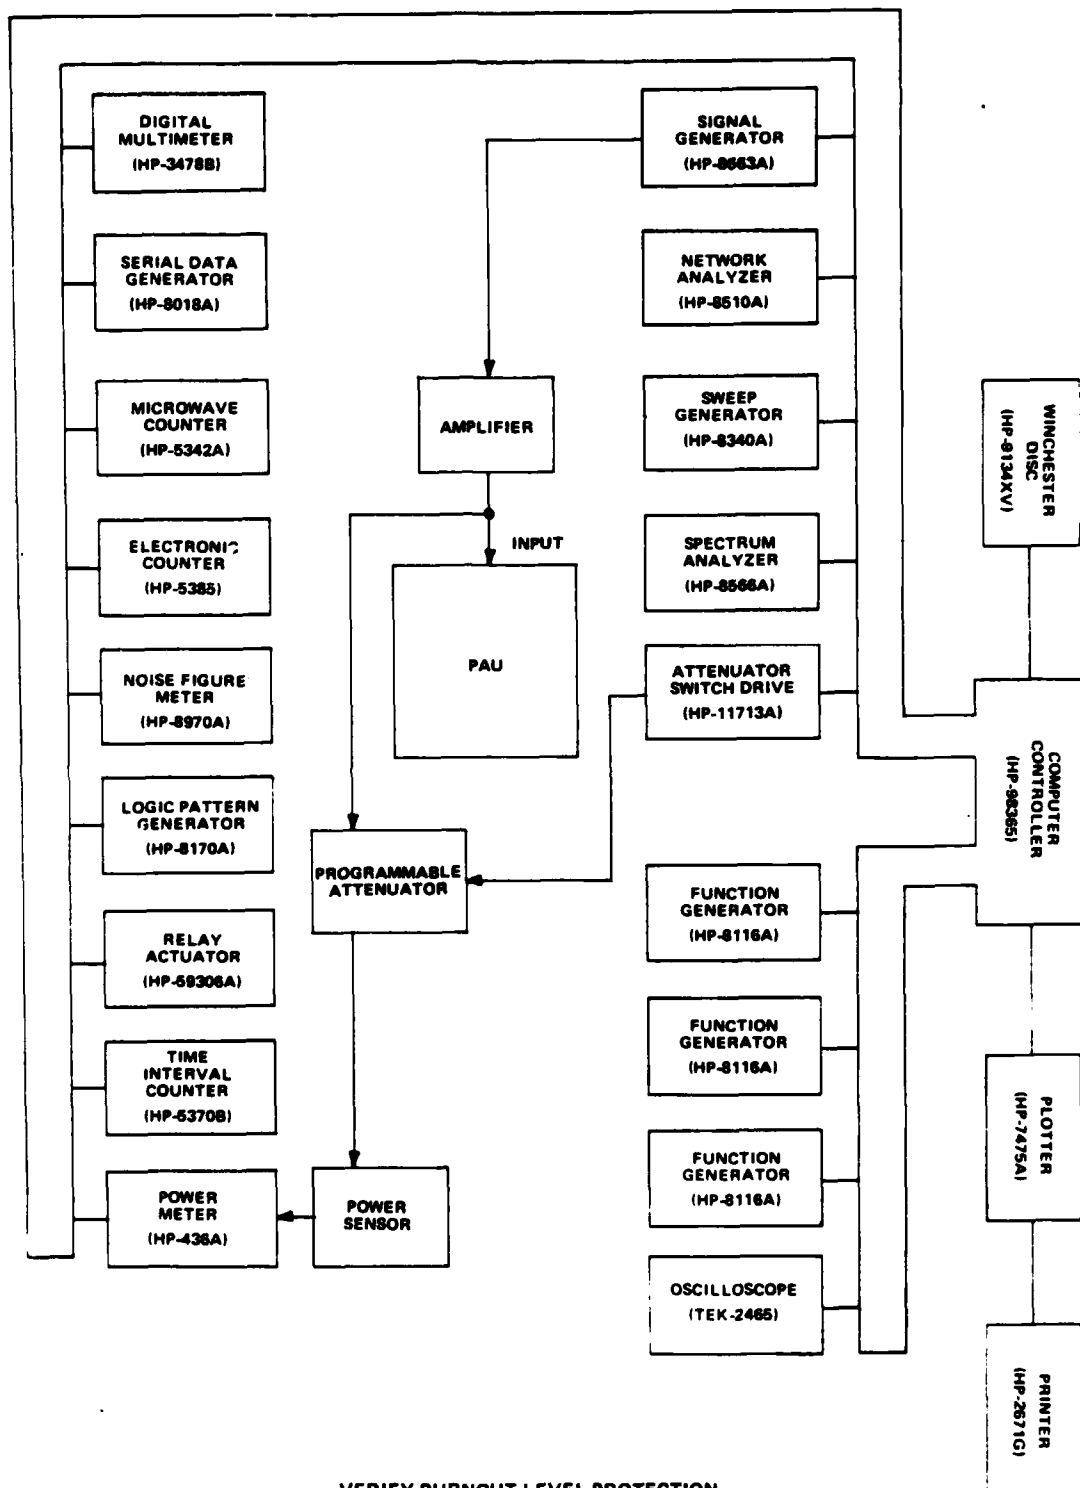 DIGITAL
MULTIMETER
(HP-3478B)
SERIAL DATA
GENERATOR
(HP-8018A)
MICROWAVE
COUNTER
(HP-5342A)
ELECTRONIC
COUNTER
(HP-5385)
NOISE FIGURE
METER
(HP-8970A)
LOGIC PATTERN
GENERATOR
(HP-8170A)
RELAY
ACTUATOR
(HP-59306A)
TIME
INTERVAL
COUNTER
(HP-5370B)
POWER
METER
(HP-436A)
AMPLIFIER
INPUT
PAU
PROGRAMMABLE
ATTENUATOR
POWER
SENSOR
SIGNAL
GENERATOR
(HP-8663A)
NETWORK
ANALYZER
(HP-8510A)
SWEEP
GENERATOR
(HP-8340A)
SPECTRUM
ANALYZER
(HP-8566A)
ATTENUATOR
SWITCH DRIVE
(HP-11713A)
FUNCTION
GENERATOR
(HP-8116A)
FUNCTION
GENERATOR
(HP-8116A)
FUNCTION
GENERATOR
(HP-8116A)
OSCILLOSCOPE
(TEK-2465)
WINCHESTER
DISC
(HP-9134XV)
COMPUTER
CONTROLLER
(HP-98365)
PLOTTER
(HP-7475A)
PRINTER
(HP-2671G)
VERIFY BURNOUT LEVEL PROTECTION